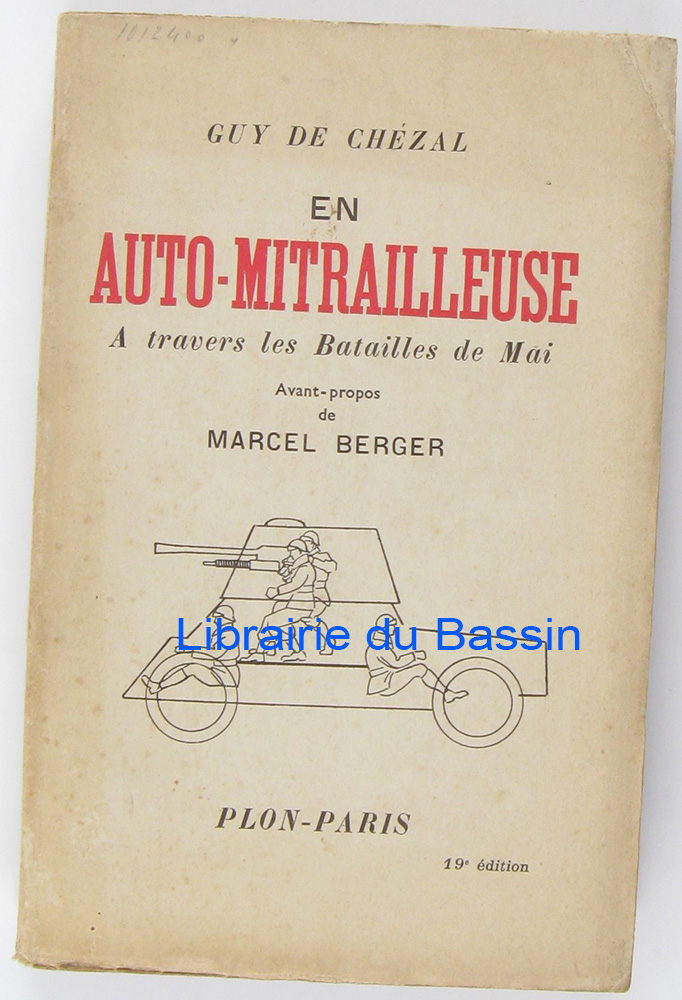 GUY DE CHÉZAL
EN
AUTO-MITRAILLEUSE
A travers les Batailles de Mai
Avant-propos
de
MARCEL BERGER
Librairie du Bassin
PLON-PARIS
19e édition